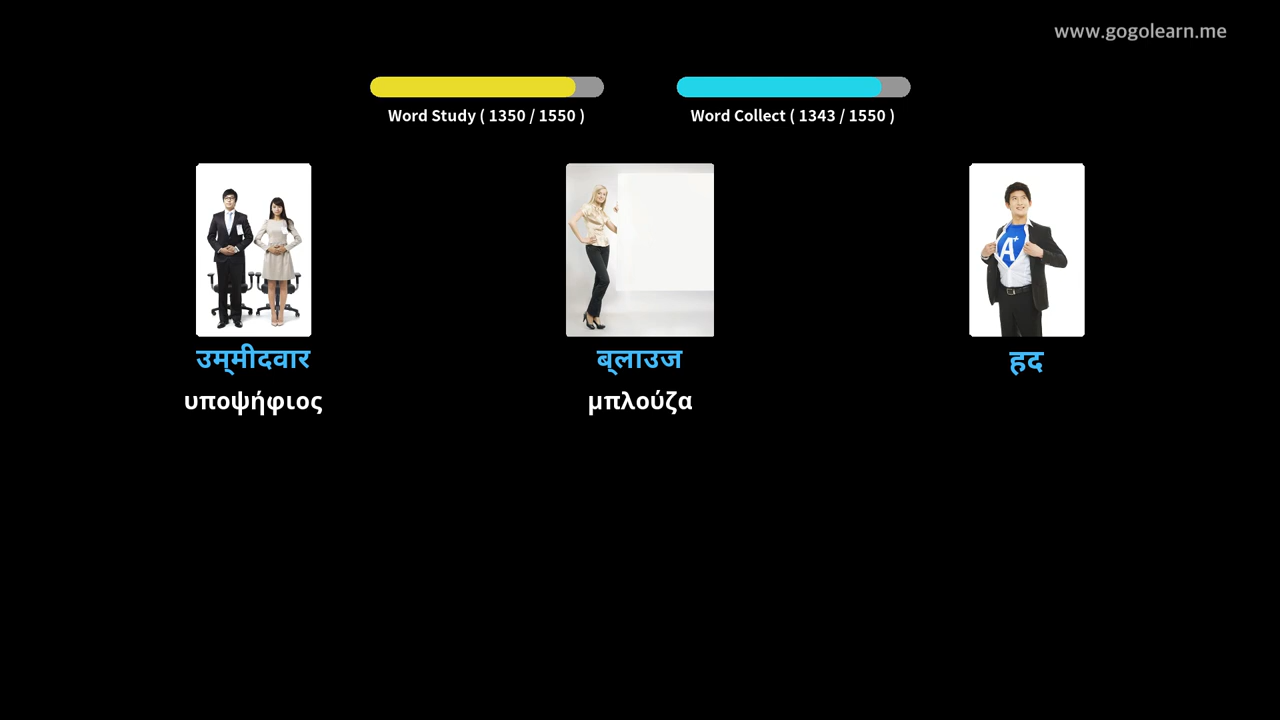 www.gogolearn.me
Word Study ( 1350 / 1550 )
Word Collect ( 1343 / 1550 )
A+
उम्मीदवार
ब्लाउज
हद
υποψήφιος
μπλούζα